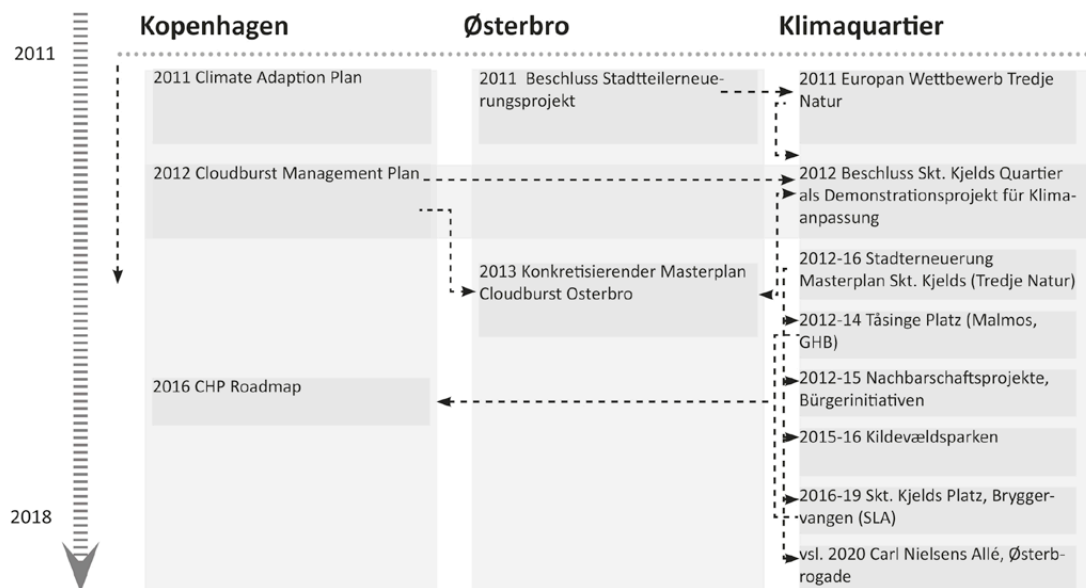 Kopenhagen
Østerbro
Klimaquartier
2011
2011 Climate Adaption Plan
2012 Cloudburst Management Plan
2016 CHP Roadmap
2011  Beschluss Stadtteilerneue-
rungsprojekt
2013 Konkretisierender Masterplan
Cloudburst Osterbro
2011 Europan Wettbewerb Tredje
Natur
2012 Beschluss Skt. Kjelds Quartier
als Demonstrationsprojekt für Klima-
anpassung
2012-16 Stadterneuerung
Masterplan Skt. Kjelds (Tredje Natur)
2012-14 Tåsinge Platz (Malmos,
GHB)
2012-15 Nachbarschaftsprojekte,
Bürgerinitiativen
2015-16 Kildevældsparken
2016-19 Skt. Kjelds Platz, Brygger-
vangen (SLA)
vsl. 2020 Carl Nielsens Allé, Østerb-
rogade
2018